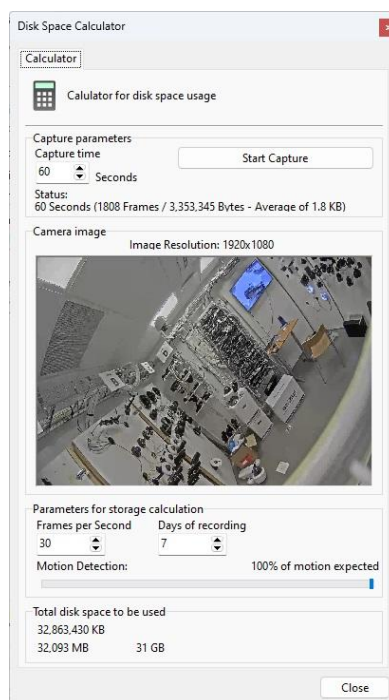 Disk Space Calculator
Calculator
Calulator for disk space usage
Capture parameters
Capture time
60 Seconds
Start Capture
Status:
60 Seconds (1808 Frames / 3,353,345 Bytes - Average of 1.8 KB)
Camera image
Image Resolution: 1920x1080
Parameters for storage calculation
Frames per Second Days of recording
30 7
Motion Detection: 100% of motion expected
Total disk space to be used
32,863,430 KB
32,093 MB 31 GB
Close